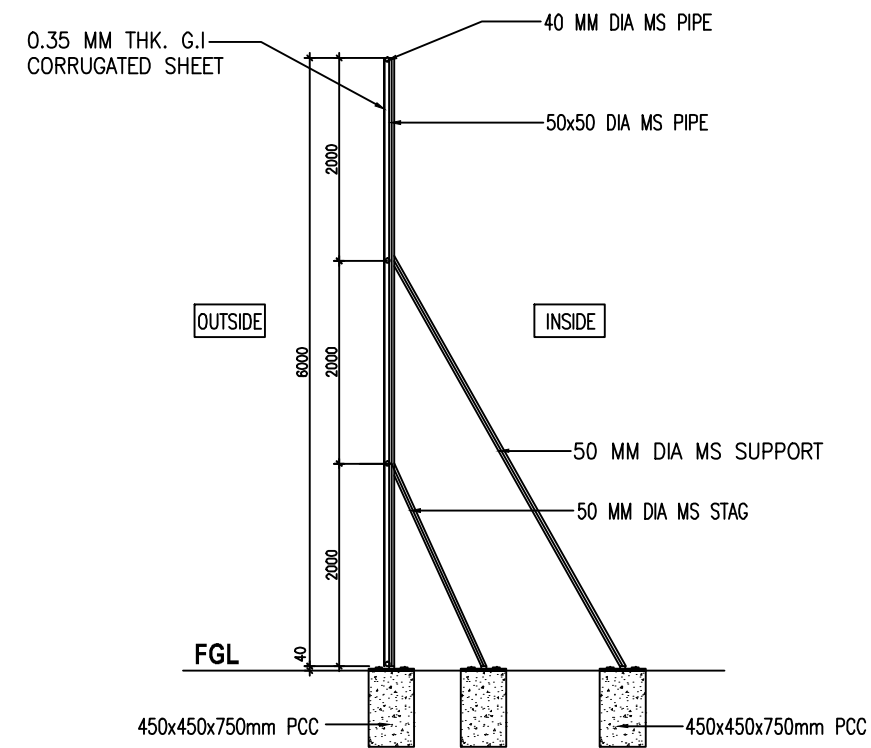 40 MM DIA MS PIPE
0.35 MM THK. G.I
CORRUGATED SHEET
50x50 DIA MS PIPE
2000
OUTSIDE
INSIDE
6000
2000
50 MM DIA MS SUPPORT
50 MM DIA MS STAG
2000
FGL
40
450x450x750mm PCC
450x450x750mm PCC